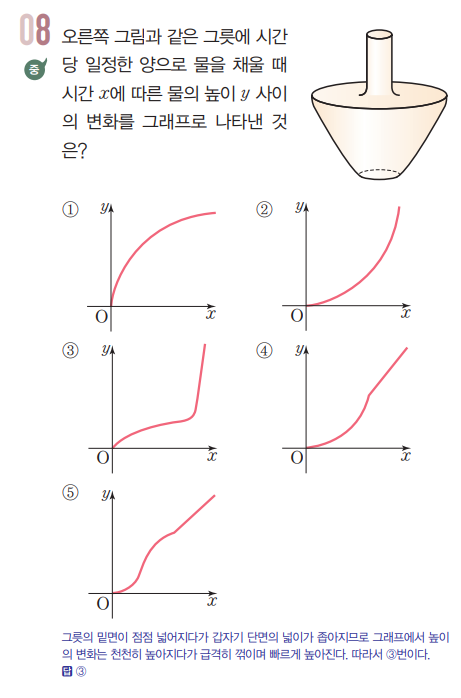 08
오른쪽 그림과 같은 그릇에 시간
중
당 일정한 양으로 물을 채울 때
시간 x에 따른 물의 높이 y 사이
의 변화를 그래프로 나타낸 것
은?
① y O x
② y O x
③ y O x
④ y O x
⑤ y O x
그릇의 밑면이 점점 넓어지다가 갑자기 단면의 넓이가 좁아지므로 그래프에서 높이
의 변화는 천천히 높아지다가 급격히 꺾이며 빠르게 높아진다. 따라서 ③번이다.
답 ③